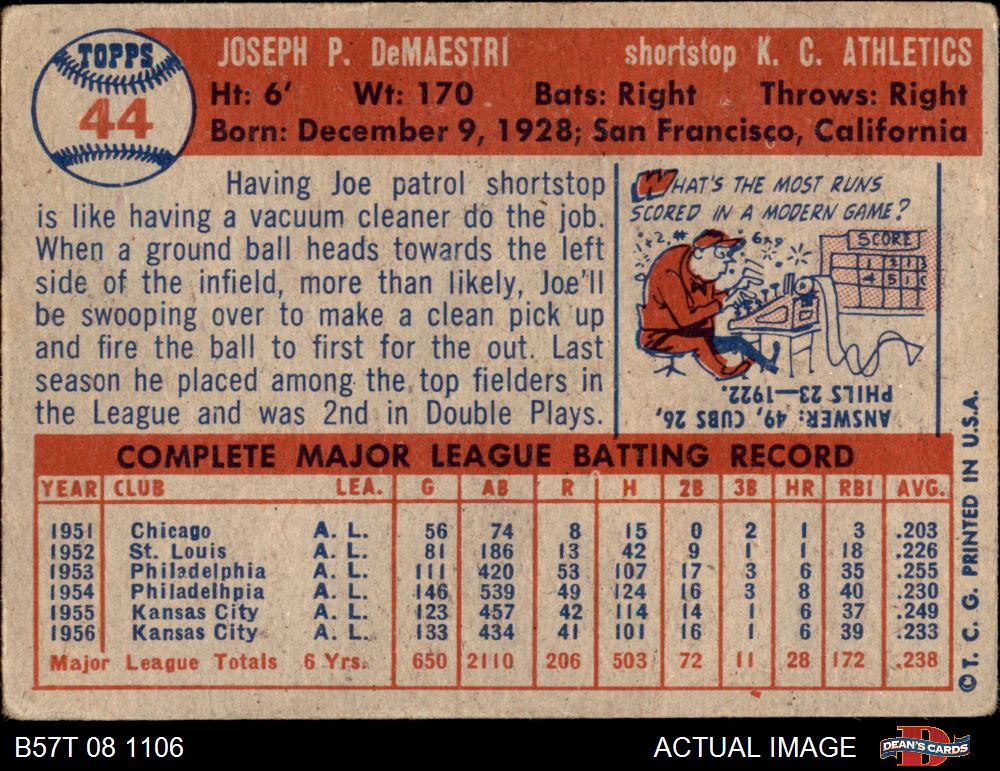 TOPPS
44
JOSEPH P. DeMAESTRI shortstop K. C. ATHLETICS
Ht: 6' Wt: 170 Bats: Right Throws: Right
Born: December 9, 1928; San Francisco, California
Having Joe patrol shortstop
is like having a vacuum cleaner do the job.
When a ground ball heads towards the left
side of the infield, more than likely, Joe'll
be swooping over to make a clean pick up
and fire the ball to first for the out. Last
season he placed among the top fielders in
the League and was 2nd in Double Plays.
WHAT'S THE MOST RUNS
SCORED IN A MODERN GAME?
SCORE
ANSWER: 49, CUBS 26,
PHILS 23—1922.
COMPLETE MAJOR LEAGUE BATTING RECORD
YEAR CLUB LEA. G AB R H 2B 3B HR RBI AVG.
1951 Chicago A. L. 56 74 8 15 0 2 1 3 .203
1952 St. Louis A. L. 81 186 13 42 9 1 1 18 .226
1953 Philadelphia A. L. 111 420 53 107 17 3 6 35 .255
1954 Philadelhpia A. L. 146 539 49 124 16 3 8 40 .230
1955 Kansas City A. L. 123 457 42 114 14 1 6 37 .249
1956 Kansas City A. L. 133 434 41 101 16 1 6 39 .233
Major League Totals 6 Yrs. 650 2110 206 503 72 11 28 172 .238
©T. C. G. PRINTED IN U.S.A.
B57T 08 1106 ACTUAL IMAGE
DEAN'S CARDS